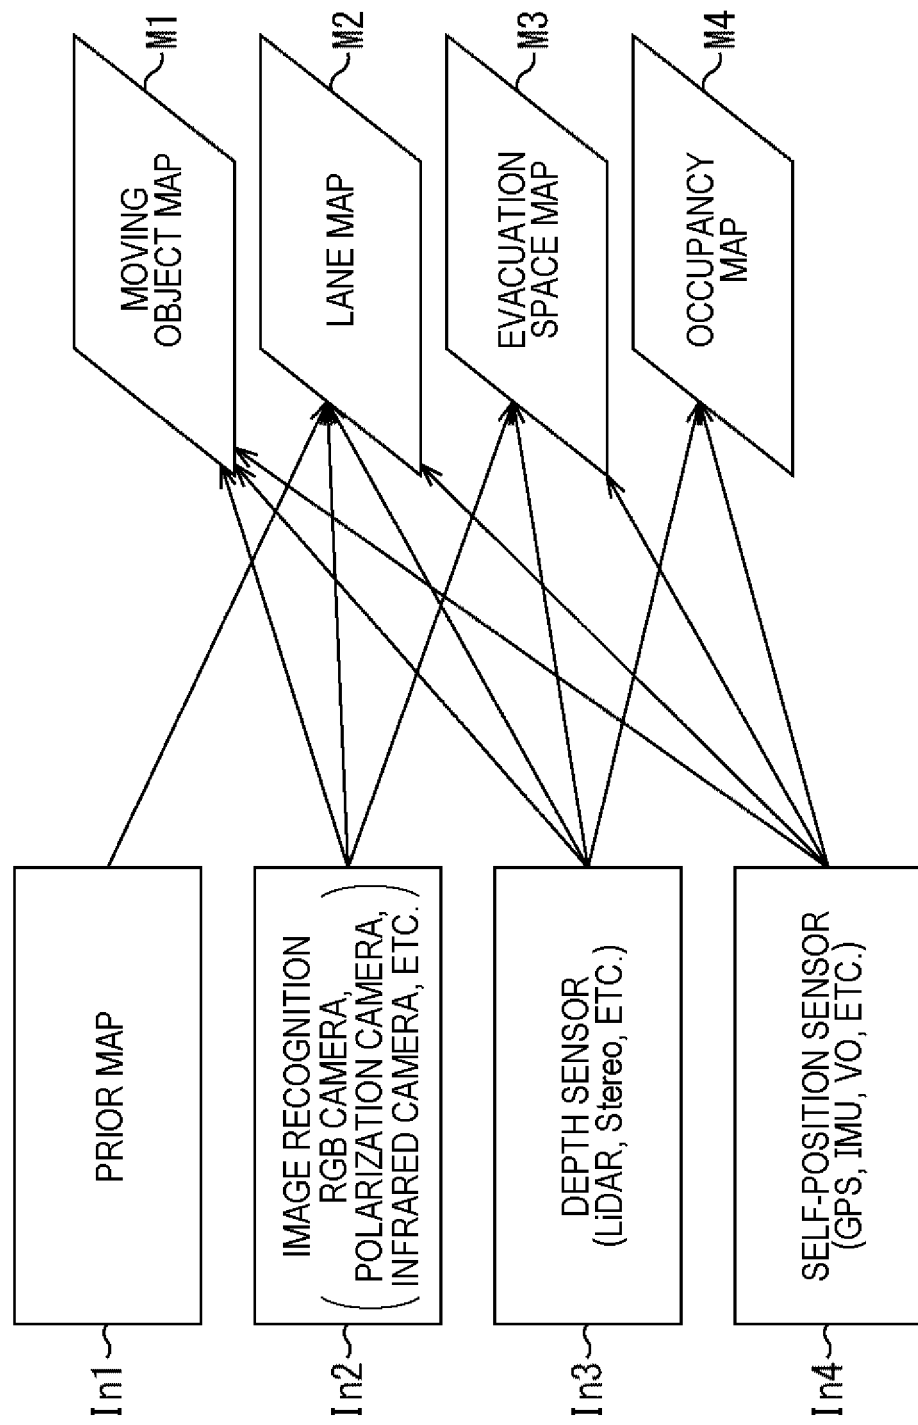 In1
PRIOR MAP
In2
IMAGE RECOGNITION
(RGB CAMERA,
POLARIZATION CAMERA,
INFRARED CAMERA, ETC.)
In3
DEPTH SENSOR
(LiDAR, Stereo, ETC.)
In4
SELF-POSITION SENSOR
(GPS, IMU, VO, ETC.)
MOVING
OBJECT MAP
M1
LANE MAP
M2
EVACUATION
SPACE MAP
M3
OCCUPANCY
MAP
M4